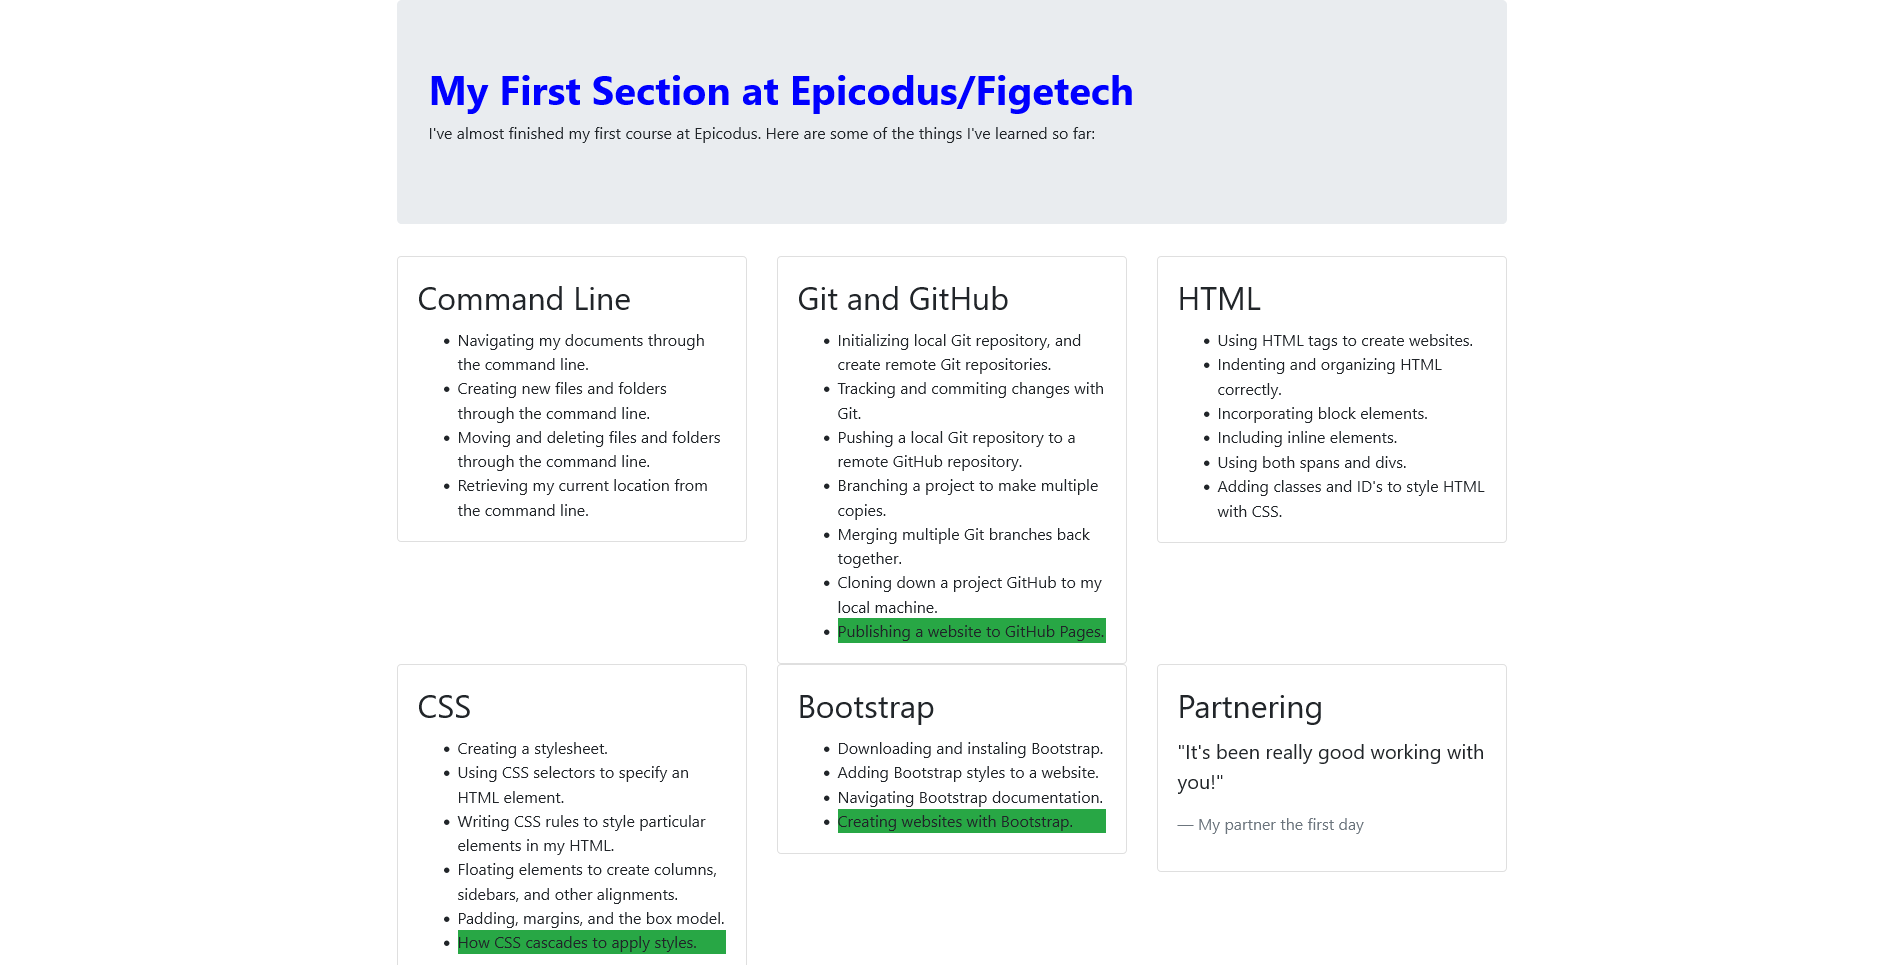 My First Section at Epicodus/Figetech
I've almost finished my first course at Epicodus. Here are some of the things I've learned so far:
Command Line
• Navigating my documents through
the command line.
• Creating new files and folders
through the command line.
• Moving and deleting files and folders
through the command line.
• Retrieving my current location from
the command line.
Git and GitHub
• Initializing local Git repository, and
create remote Git repositories.
• Tracking and commiting changes with
Git.
• Pushing a local Git repository to a
remote GitHub repository.
• Branching a project to make multiple
copies.
• Merging multiple Git branches back
together.
• Cloning down a project GitHub to my
local machine.
• Publishing a website to GitHub Pages.
HTML
• Using HTML tags to create websites.
• Indenting and organizing HTML
correctly.
• Incorporating block elements.
• Including inline elements.
• Using both spans and divs.
• Adding classes and ID's to style HTML
with CSS.
CSS
• Creating a stylesheet.
• Using CSS selectors to specify an
HTML element.
• Writing CSS rules to style particular
elements in my HTML.
• Floating elements to create columns,
sidebars, and other alignments.
• Padding, margins, and the box model.
• How CSS cascades to apply styles.
Bootstrap
• Downloading and instaling Bootstrap.
• Adding Bootstrap styles to a website.
• Navigating Bootstrap documentation.
• Creating websites with Bootstrap.
Partnering
"It's been really good working with
you!"
— My partner the first day